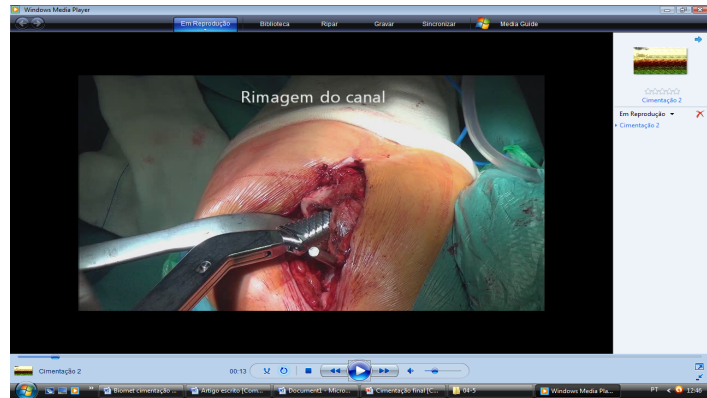 Windows Media Player
Em Reprodução
Biblioteca
Ripar
Gravar
Sincronizar
Media Guide
Rimagem do canal
Cimentação 2
Em Reprodução
Cimentação 2
Cimentação 2
00:13
Biomet cimentação ...
Artigo escrito [Com...
Document1 - Micro...
Cimentação final [C...
04-5
Windows Media Pla...
PT
12:46